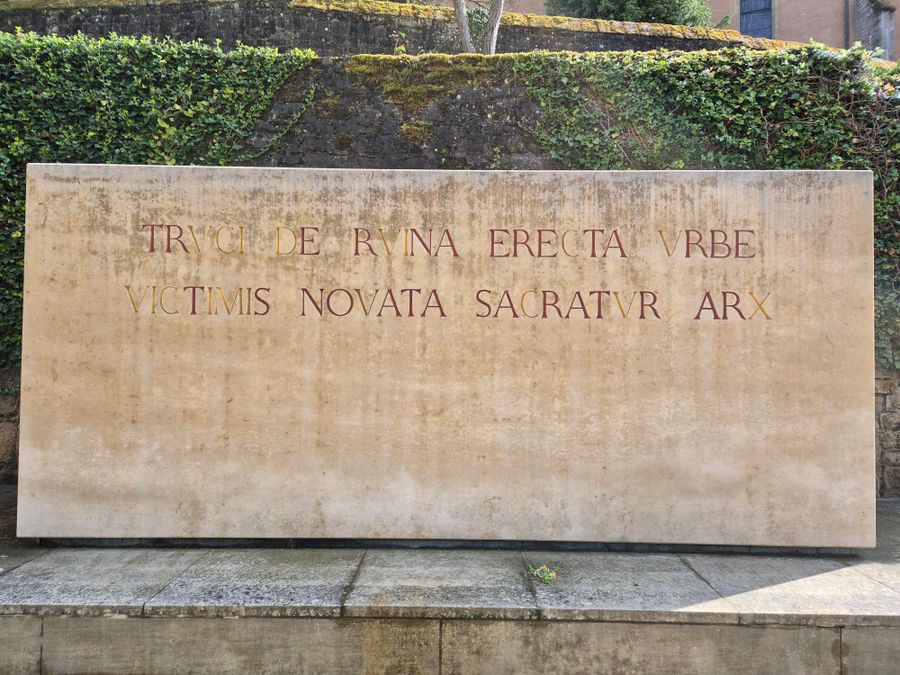 TRVCI DE RVINA ERECTA VRBE
VICTIMIS NOVATA SACRATVR ARX